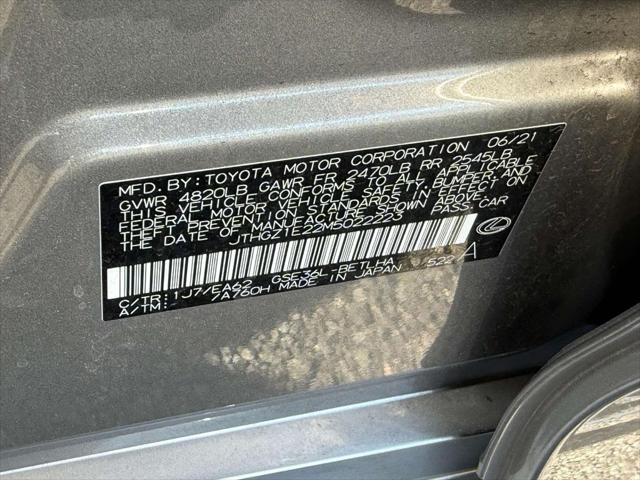 MFD. BY: TOYOTA MOTOR CORPORATION 06/21
GVWR 4820LB GAWR FR 2470LB RR 2545LB
THIS VEHICLE CONFORMS TO ALL APPLICABLE
FEDERAL MOTOR VEHICLE SAFETY, BUMPER, AND
THEFT PREVENTION STANDARDS IN EFFECT ON
THE DATE OF MANUFACTURE SHOWN ABOVE.
JTHGZ1E22M5022223 PASS. CAR
C/TR: 1J7/EA62 GSE36L-BETLHA
A/TM: -/A760H MADE IN JAPAN 522 A